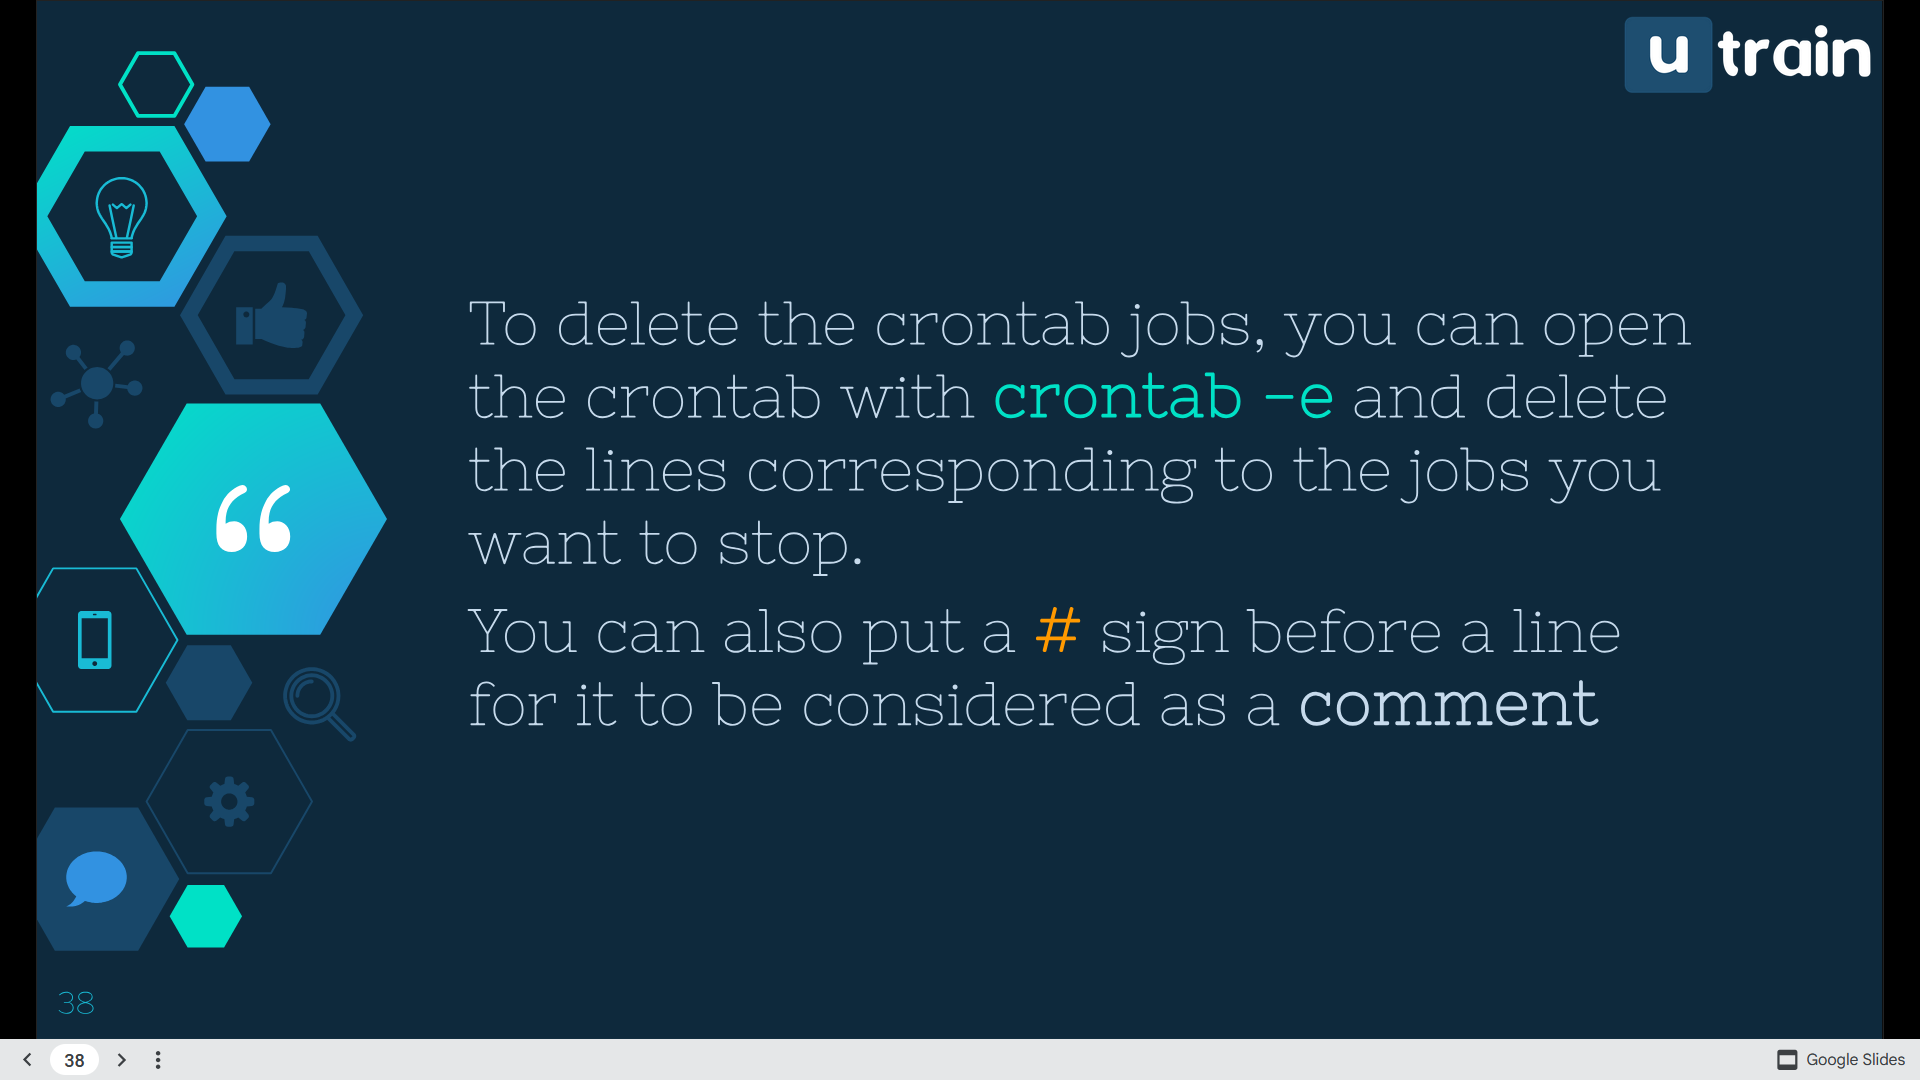 u train
To delete the crontab jobs, you can open
the crontab with crontab -e and delete
the lines corresponding to the jobs you
want to stop.
You can also put a # sign before a line
for it to be considered as a comment
38
38
Google Slides